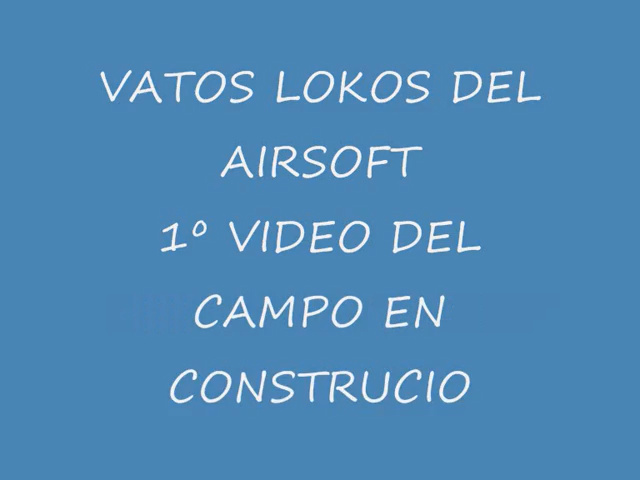 VATOS LOKOS DEL
AIRSOFT
1º VIDEO DEL
CAMPO EN
CONSTRUCIO